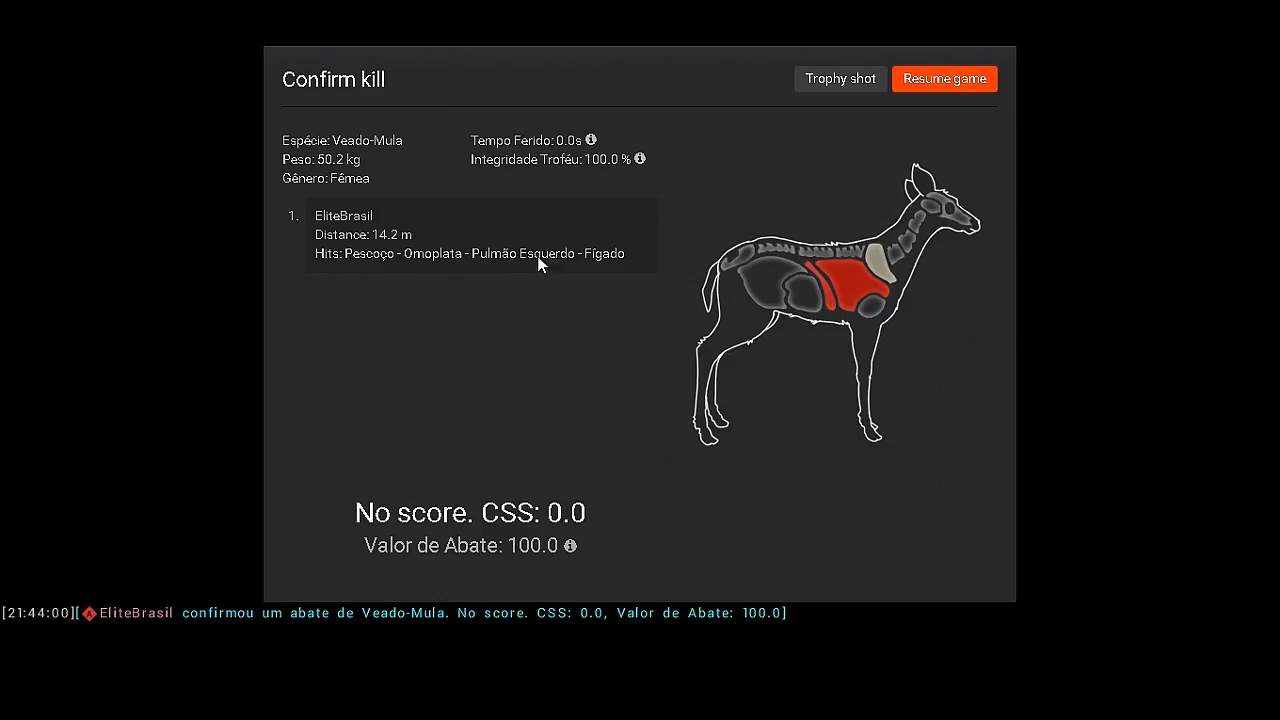 Confirm kill
Trophy shot
Resume game
Espécie: Veado-Mula
Peso: 50.2 kg
Gênero: Fêmea
Tempo Ferido: 0.0s
Integridade Troféu: 100.0 %
1.
EliteBrasil
Distance: 14.2 m
Hits: Pescoço - Omoplata - Pulmão Esquerdo - Fígado
No score. CSS: 0.0
Valor de Abate: 100.0
[21:44:00][EliteBrasil confirmou um abate de Veado-Mula. No score. CSS: 0.0, Valor de Abate: 100.0]